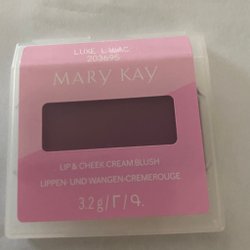 LUXE LILAC
203695
MARY KAY
LIP & CHEEK CREAM BLUSH
LIPPEN- UND WANGEN-CREMEROUGE
3.2 g/Г/գ.